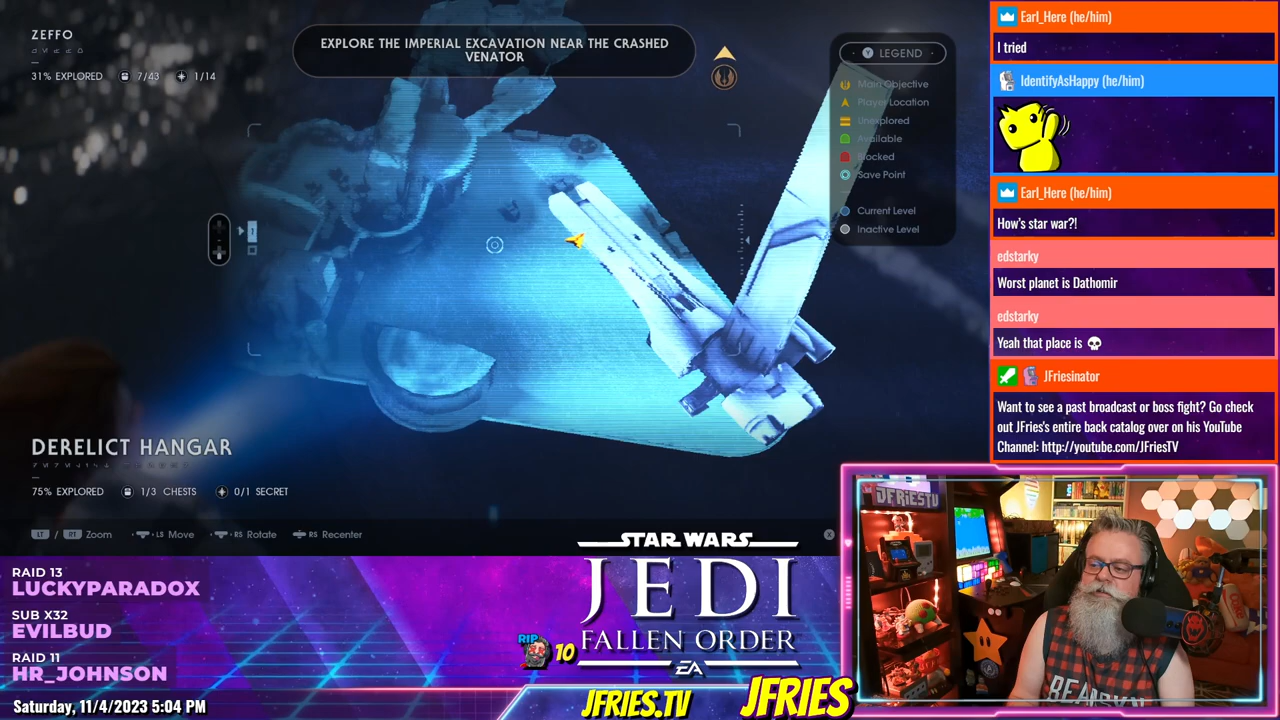 ZEFFO
31% EXPLORED 7/43 1/14
EXPLORE THE IMPERIAL EXCAVATION NEAR THE CRASHED
VENATOR
Y LEGEND
Main Objective
Player Location
Unexplored
Available
Blocked
Save Point
Current Level
Inactive Level
1
DERELICT HANGAR
75% EXPLORED 1/3 CHESTS 0/1 SECRET
LT / RT Zoom LS Move RS Rotate RS Recenter
Earl_Here (he/him)
I tried
IdentifyAsHappy (he/him)
Earl_Here (he/him)
How's star war?!
edstarky
Worst planet is Dathomir
edstarky
Yeah that place is 💀
JFriesinator
Want to see a past broadcast or boss fight? Go check
out JFries's entire back catalog over on his YouTube
Channel: http://youtube.com/JFriesTV
RAID 13
LUCKYPARADOX
SUB X32
EVILBUD
RAID 11
HR_JOHNSON
Saturday, 11/4/2023 5:04 PM
STAR WARS
JEDI
FALLEN ORDER
EA
RIP
10
JFRIES.TV
JFRIES
JFRIESTV